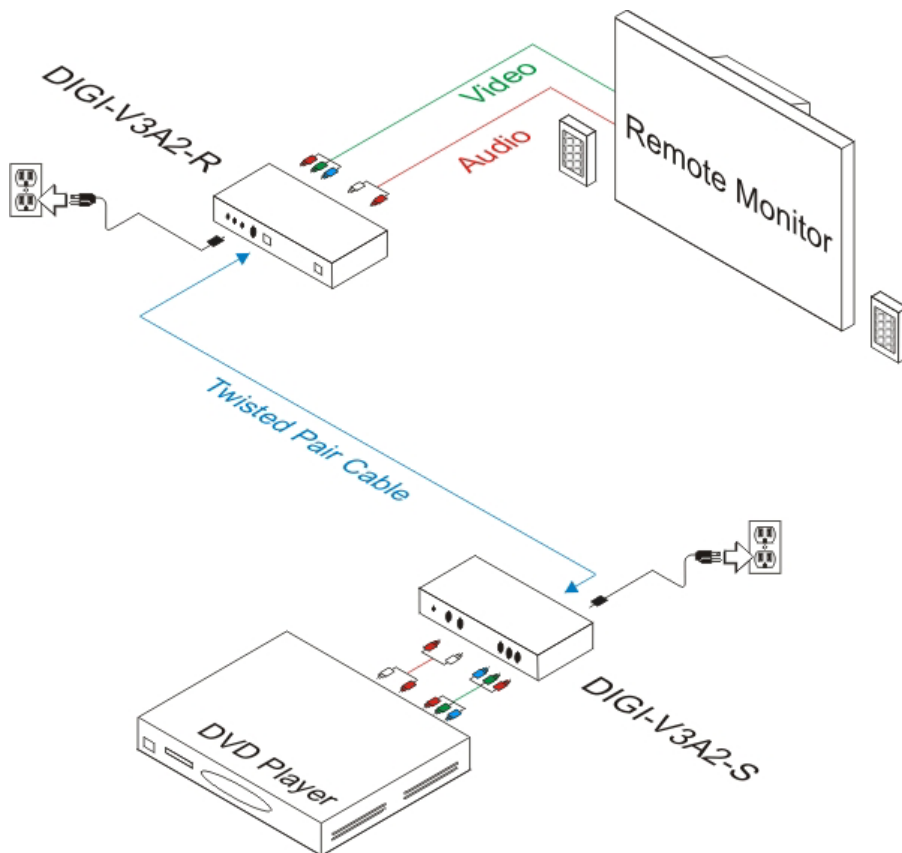 DIGI-V3A2-R
Video
Audio
Remote Monitor
Twisted Pair Cable
DIGI-V3A2-S
DVD Player